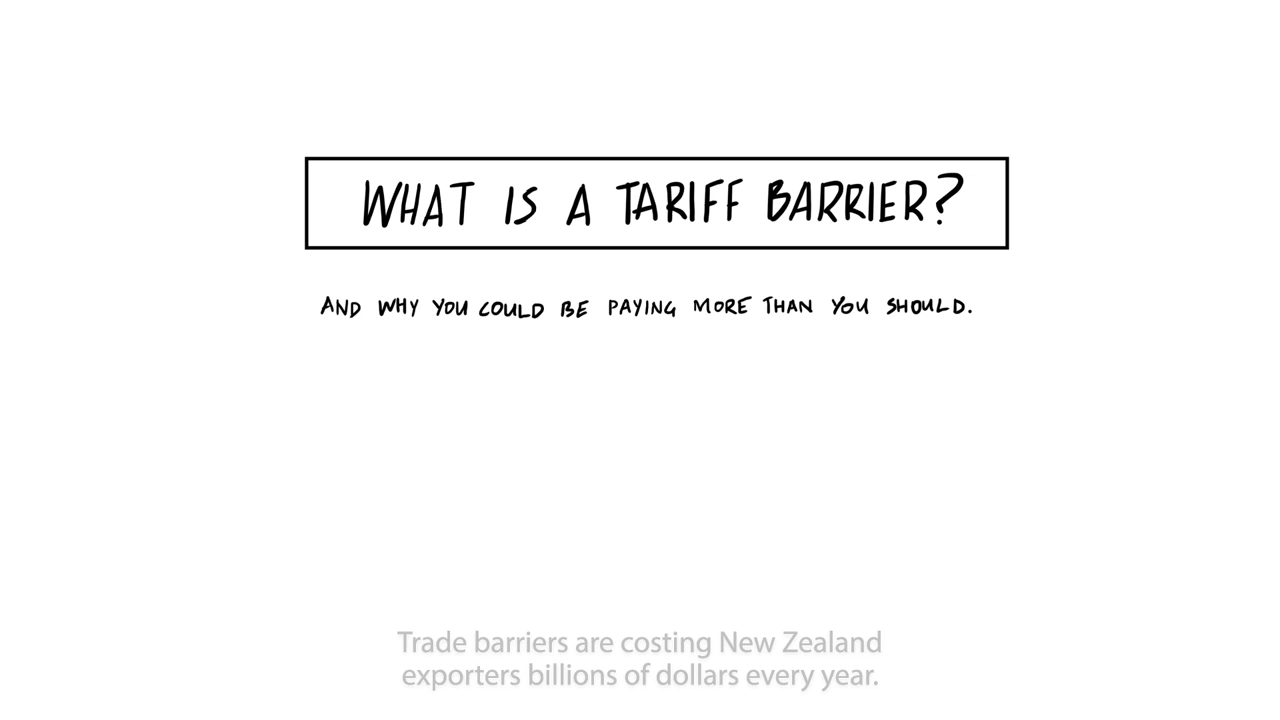 WHAT IS A TARIFF BARRIER?
AND WHY YOU COULD BE PAYING MORE THAN YOU SHOULD.
Trade barriers are costing New Zealand
exporters billions of dollars every year.